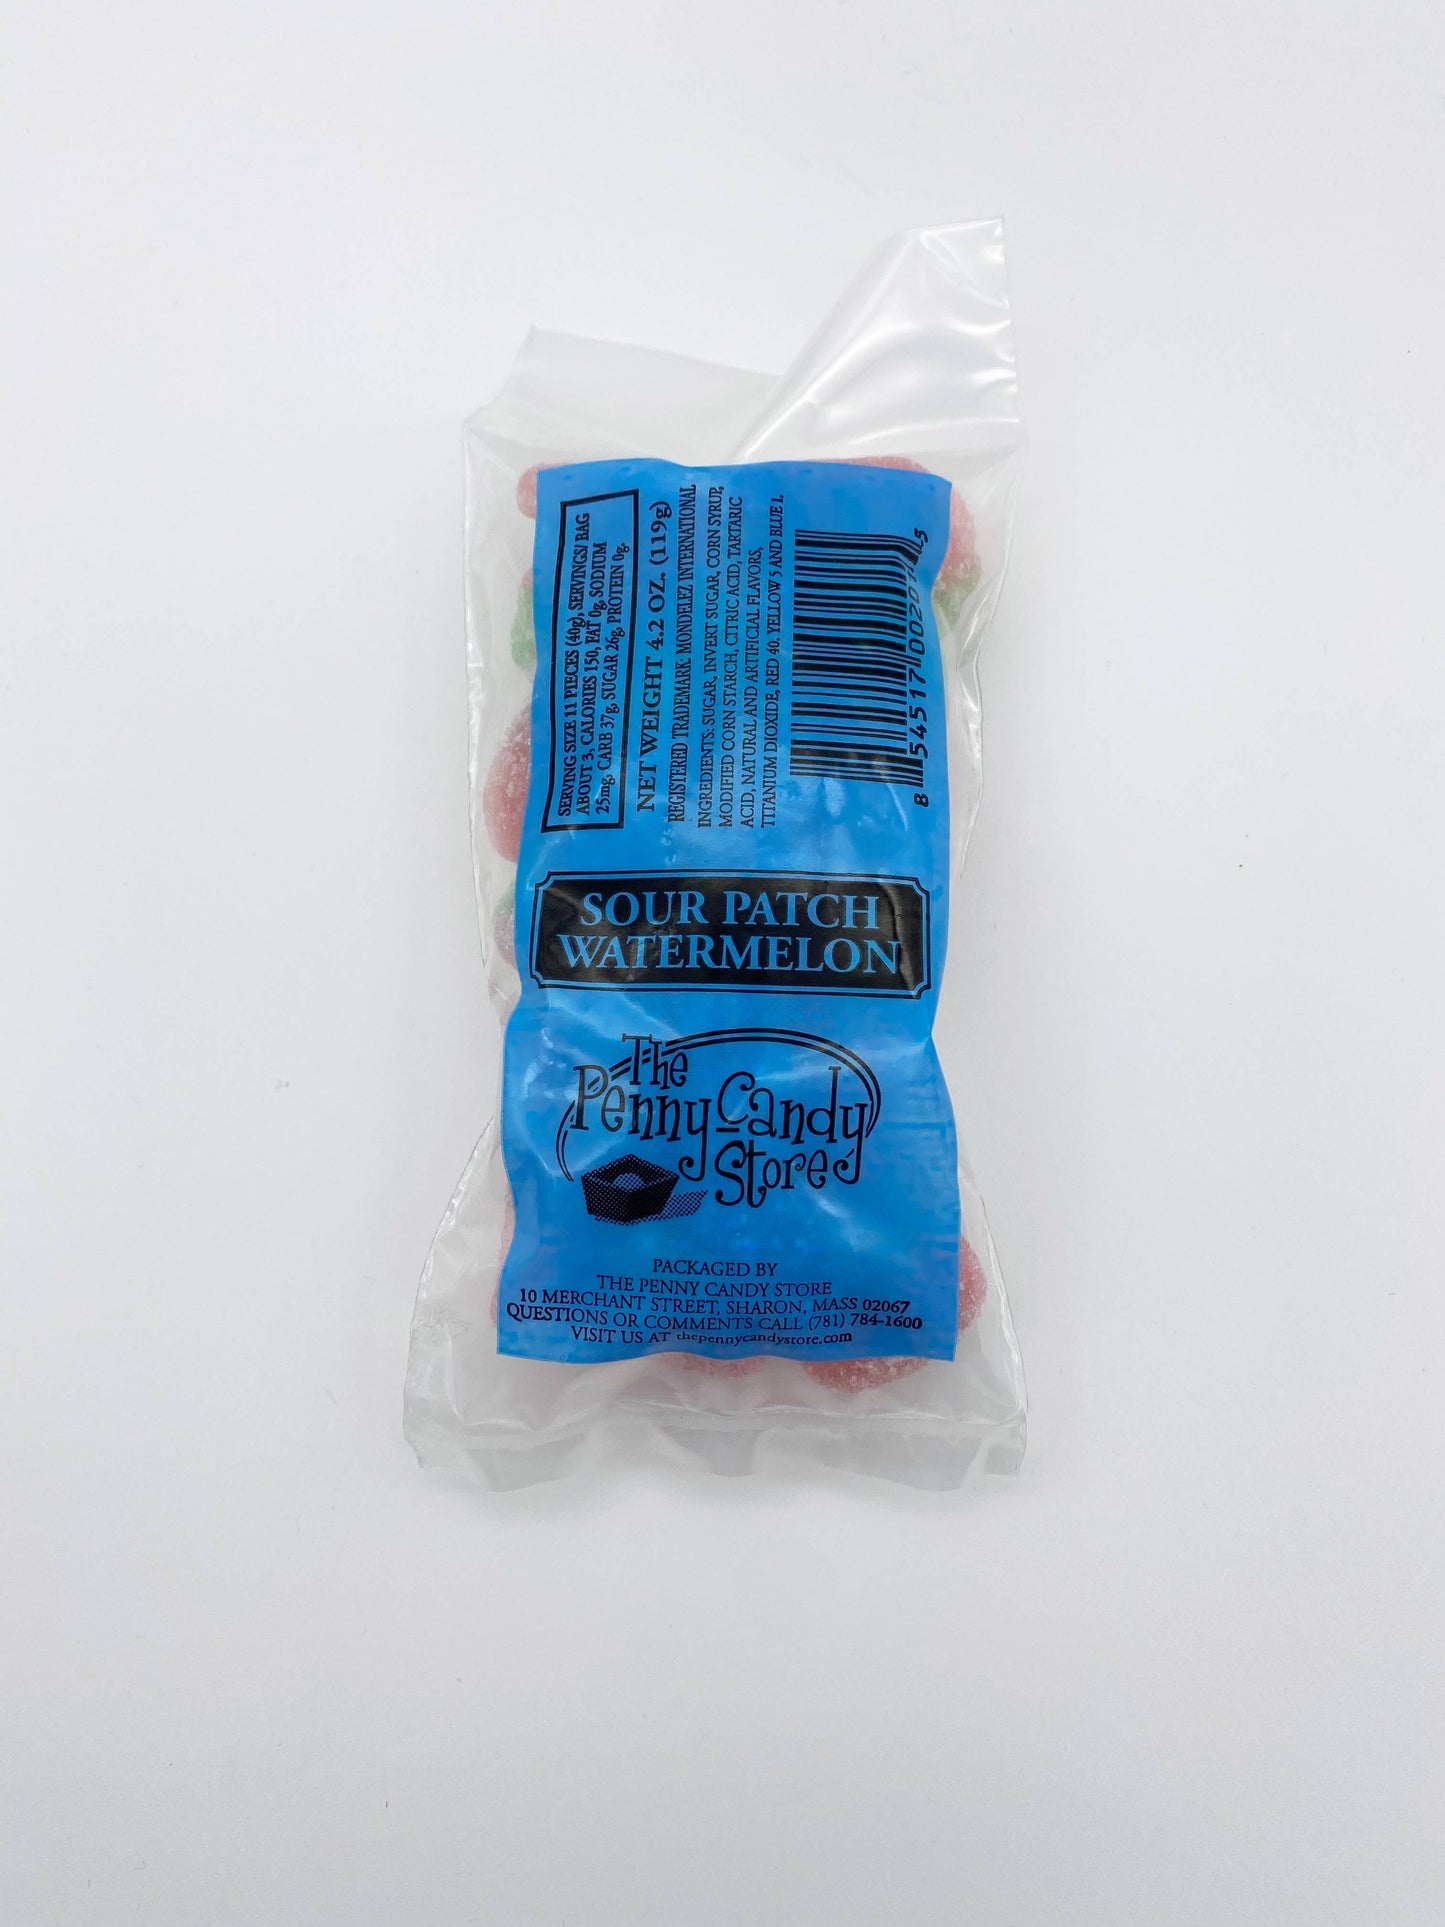 SERVING SIZE 11 PIECES (40g), SERVINGS/ BAG
ABOUT 3, CALORIES 150, FAT 0g, SODIUM
25mg, CARB 37g, SUGAR 26g, PROTEIN 0g.
NET WEIGHT 4.2 OZ. (119g)
REGISTERED TRADEMARK: MONDELEZ INTERNATIONAL
INGREDIENTS: SUGAR, INVERT SUGAR, CORN SYRUP,
MODIFIED CORN STARCH, CITRIC ACID, TARTARIC
ACID, NATURAL AND ARTIFICIAL FLAVORS,
TITANIUM DIOXIDE, RED 40, YELLOW 5 AND BLUE 1.
8 54517 002
SOUR PATCH
WATERMELON
The
Penny Candy
Store
PACKAGED BY
THE PENNY CANDY STORE
10 MERCHANT STREET, SHARON, MASS 02067
QUESTIONS OR COMMENTS CALL (781) 784-1600
VISIT US AT thepennycandystore.com